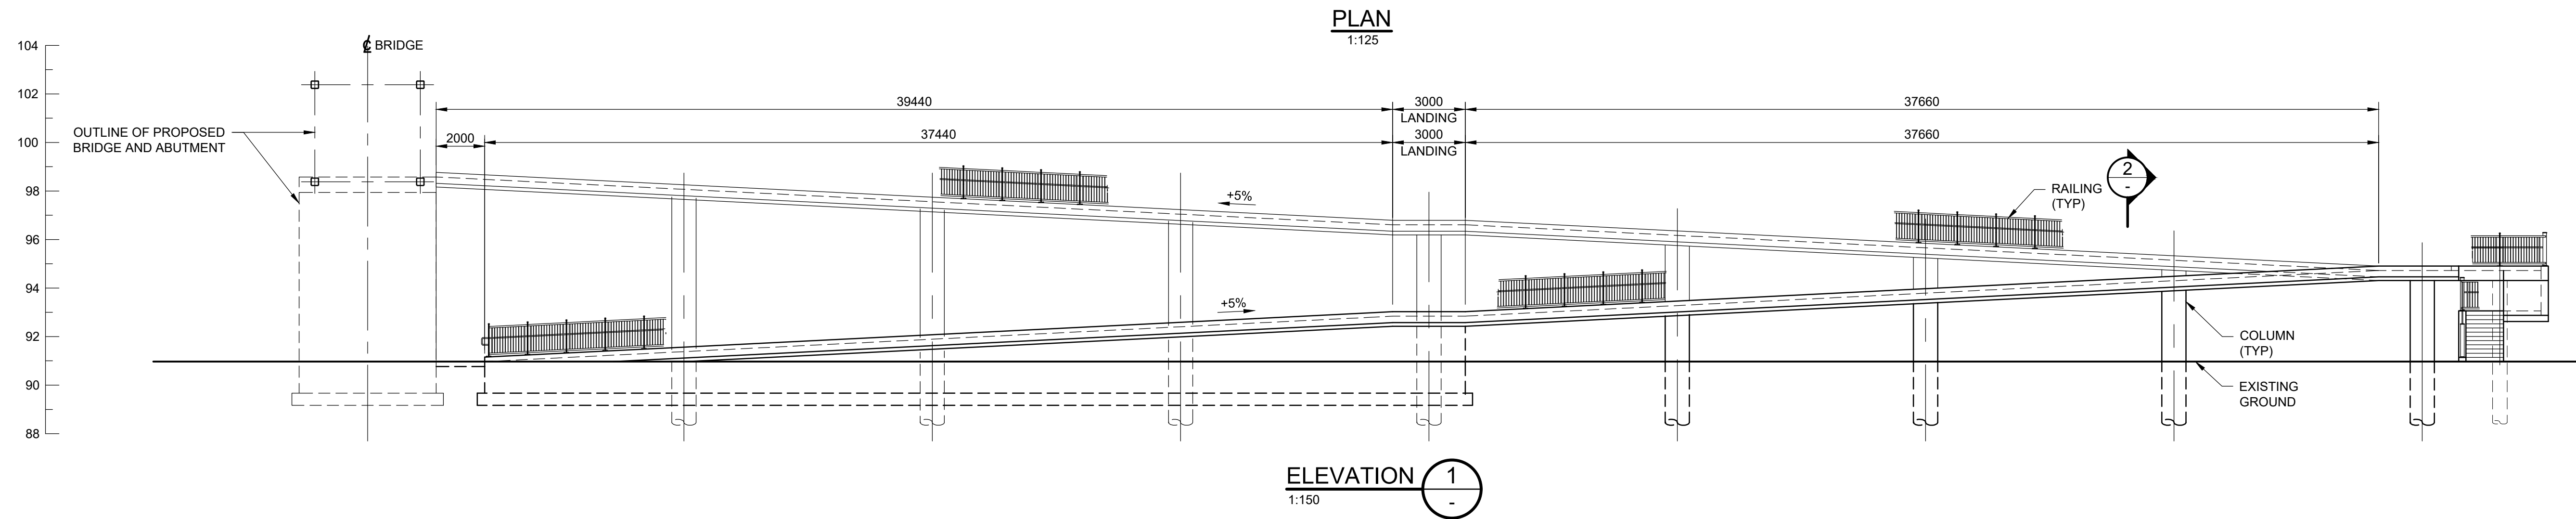 PLAN
1:125
104
102
100
98
96
94
92
90
88
℄ BRIDGE
OUTLINE OF PROPOSED
BRIDGE AND ABUTMENT
39440
3000
LANDING
37660
2000
37440
3000
LANDING
37660
+5%
+5%
RAILING
(TYP)
2
-
COLUMN
(TYP)
EXISTING
GROUND
ELEVATION
1:150
1
-